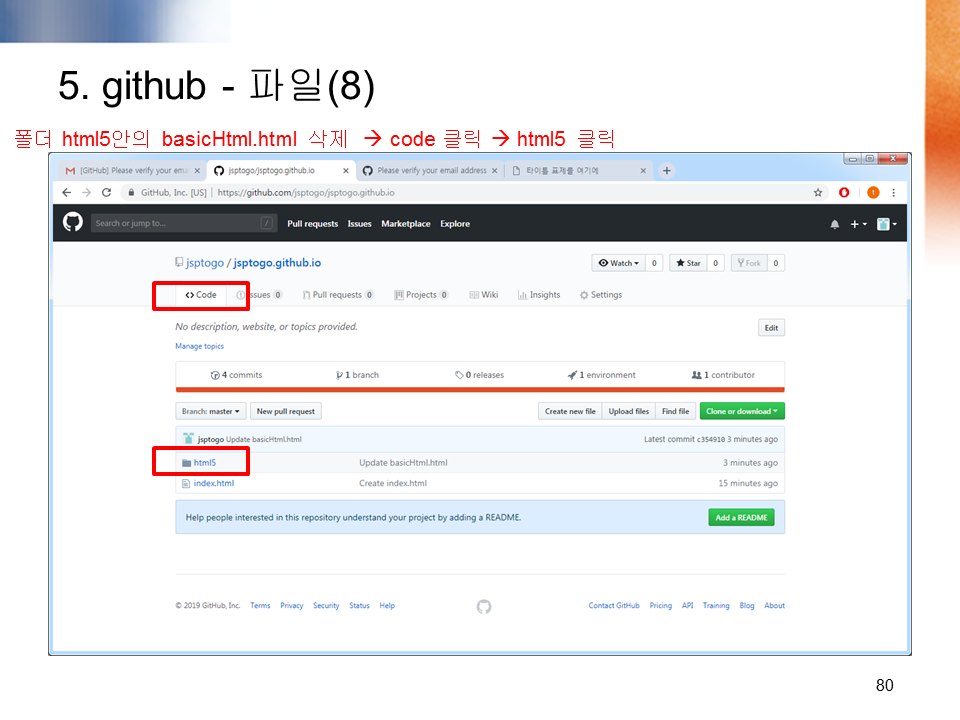 5. github - 파일(8)
폴더 html5안의 basicHtml.html 삭제 → code 클릭 → html5 클릭
[GitHub] Please verify your ema
jsptogo/jsptogo.github.io
Please verify your email address
타이틀 표제를 여기에
GitHub, Inc. [US] | https://github.com/jsptogo/jsptogo.github.io
Search or jump to... /
Pull requests Issues Marketplace Explore
jsptogo / jsptogo.github.io
Watch 0 Star 0 Fork 0
<> Code Issues 0 Pull requests 0 Projects 0 Wiki Insights Settings
No description, website, or topics provided.
Edit
Manage topics
4 commits 1 branch 0 releases 1 environment 1 contributor
Branch: master New pull request Create new file Upload files Find file Clone or download
jsptogo Update basicHtml.html Latest commit c354910 3 minutes ago
html5 Update basicHtml.html 3 minutes ago
index.html Create index.html 15 minutes ago
Help people interested in this repository understand your project by adding a README. Add a README
© 2019 GitHub, Inc. Terms Privacy Security Status Help Contact GitHub Pricing API Training Blog About
80